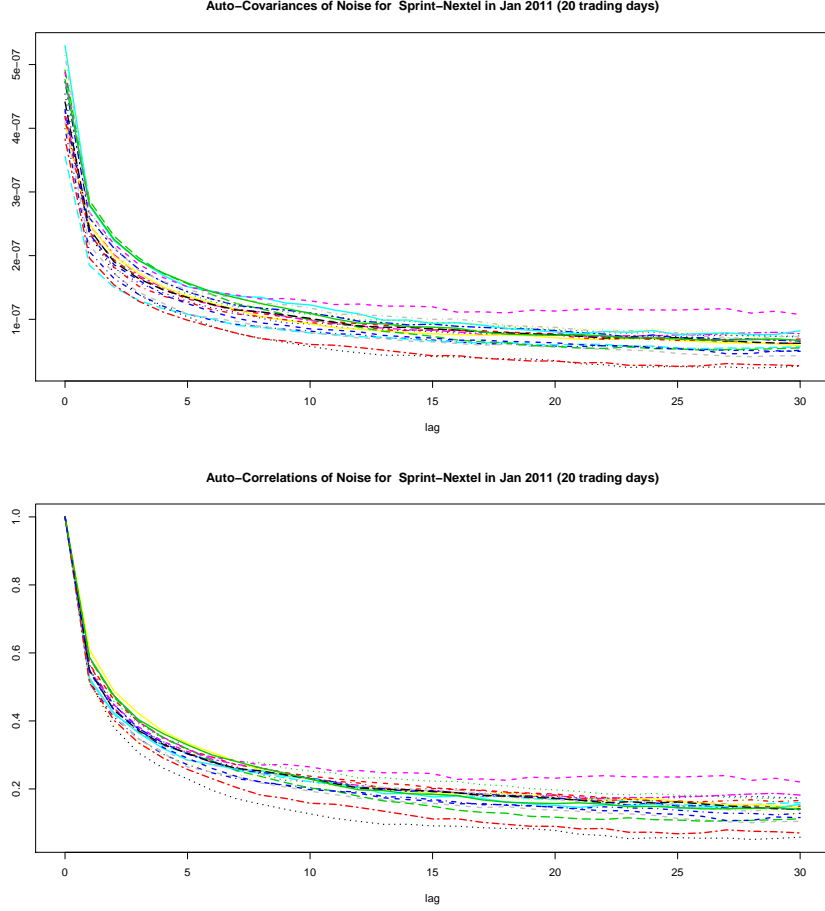 Auto−Covariances of Noise for Sprint−Nextel in Jan 2011 (20 trading days)
5e−07
4e−07
3e−07
2e−07
1e−07
0 5 10 15 20 25 30
lag
Auto−Correlations of Noise for Sprint−Nextel in Jan 2011 (20 trading days)
1.0
0.8
0.6
0.4
0.2
0 5 10 15 20 25 30
lag